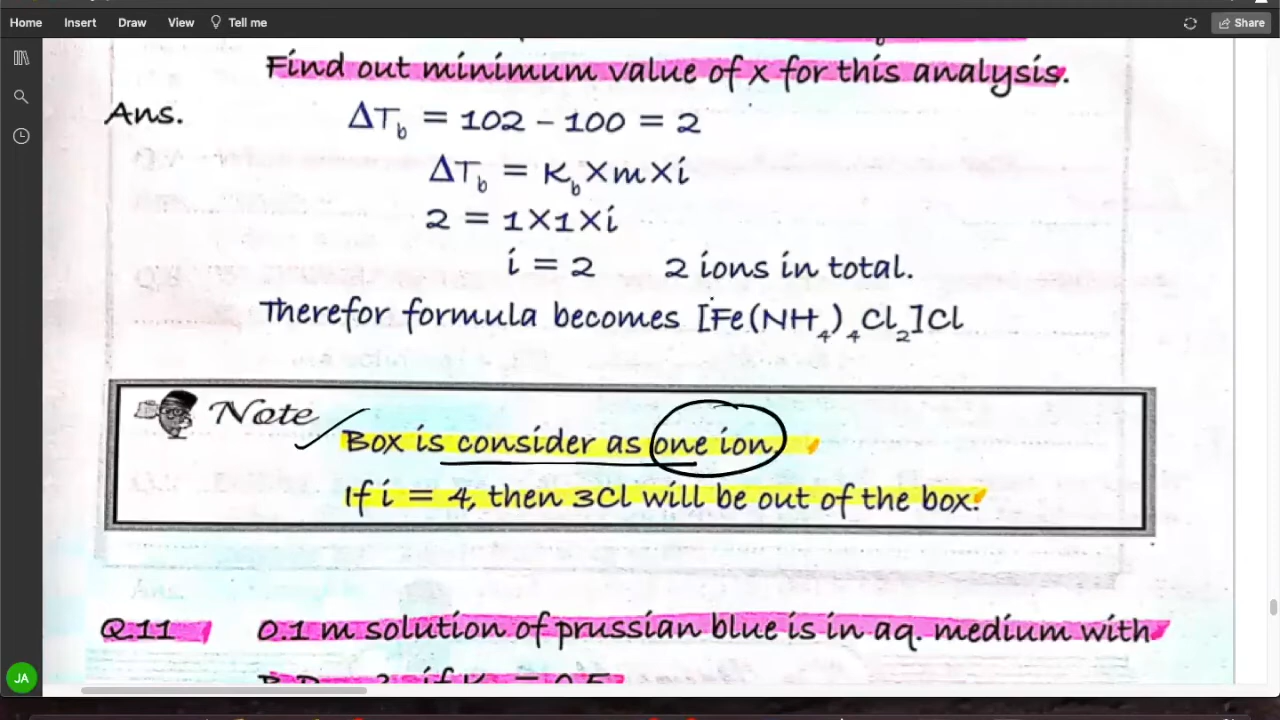 Home Insert Draw View Tell me Share
Find out minimum value of x for this analysis.
Ans. ΔT_b = 102 - 100 = 2
ΔT_b = K_b X m X i
2 = 1 X 1 X i
i = 2 2 ions in total.
Therefor formula becomes [Fe(NH₄)₄Cl₂]Cl
Note
Box is consider as one ion.
If i = 4, then 3Cl will be out of the box.
Q.11 0.1 m solution of prussian blue is in aq. medium with
JA